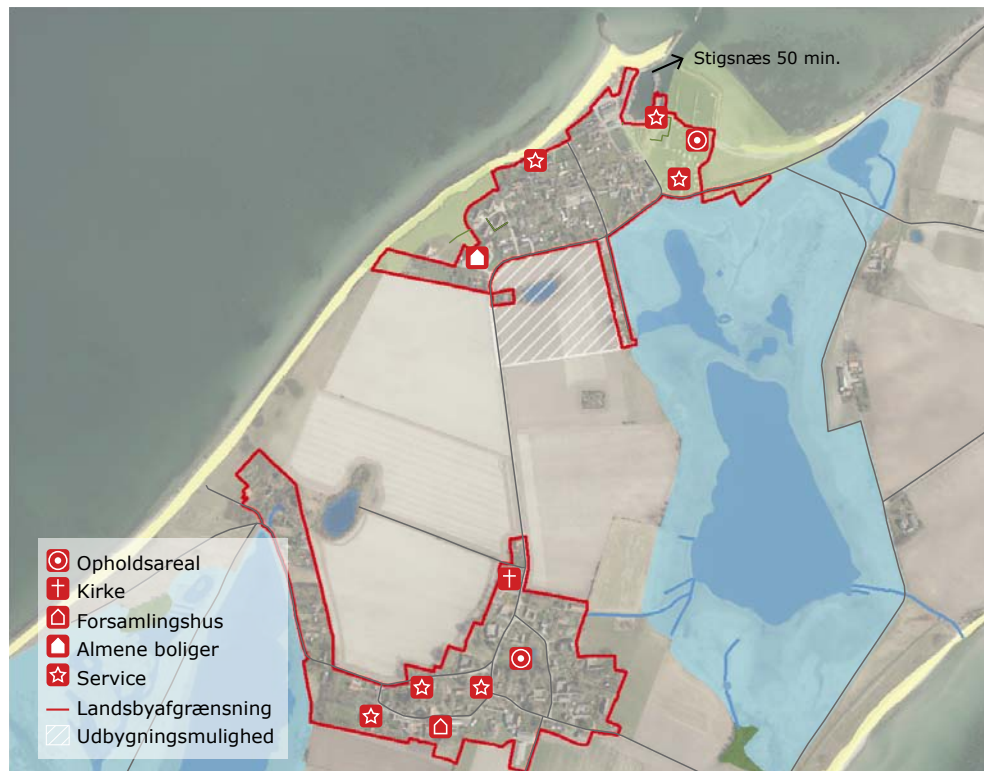 Stigsnæs 50 min.
Opholdsareal
Kirke
Forsamlingshus
Almene boliger
Service
Landsbyafgrænsning
Udbygningsmulighed